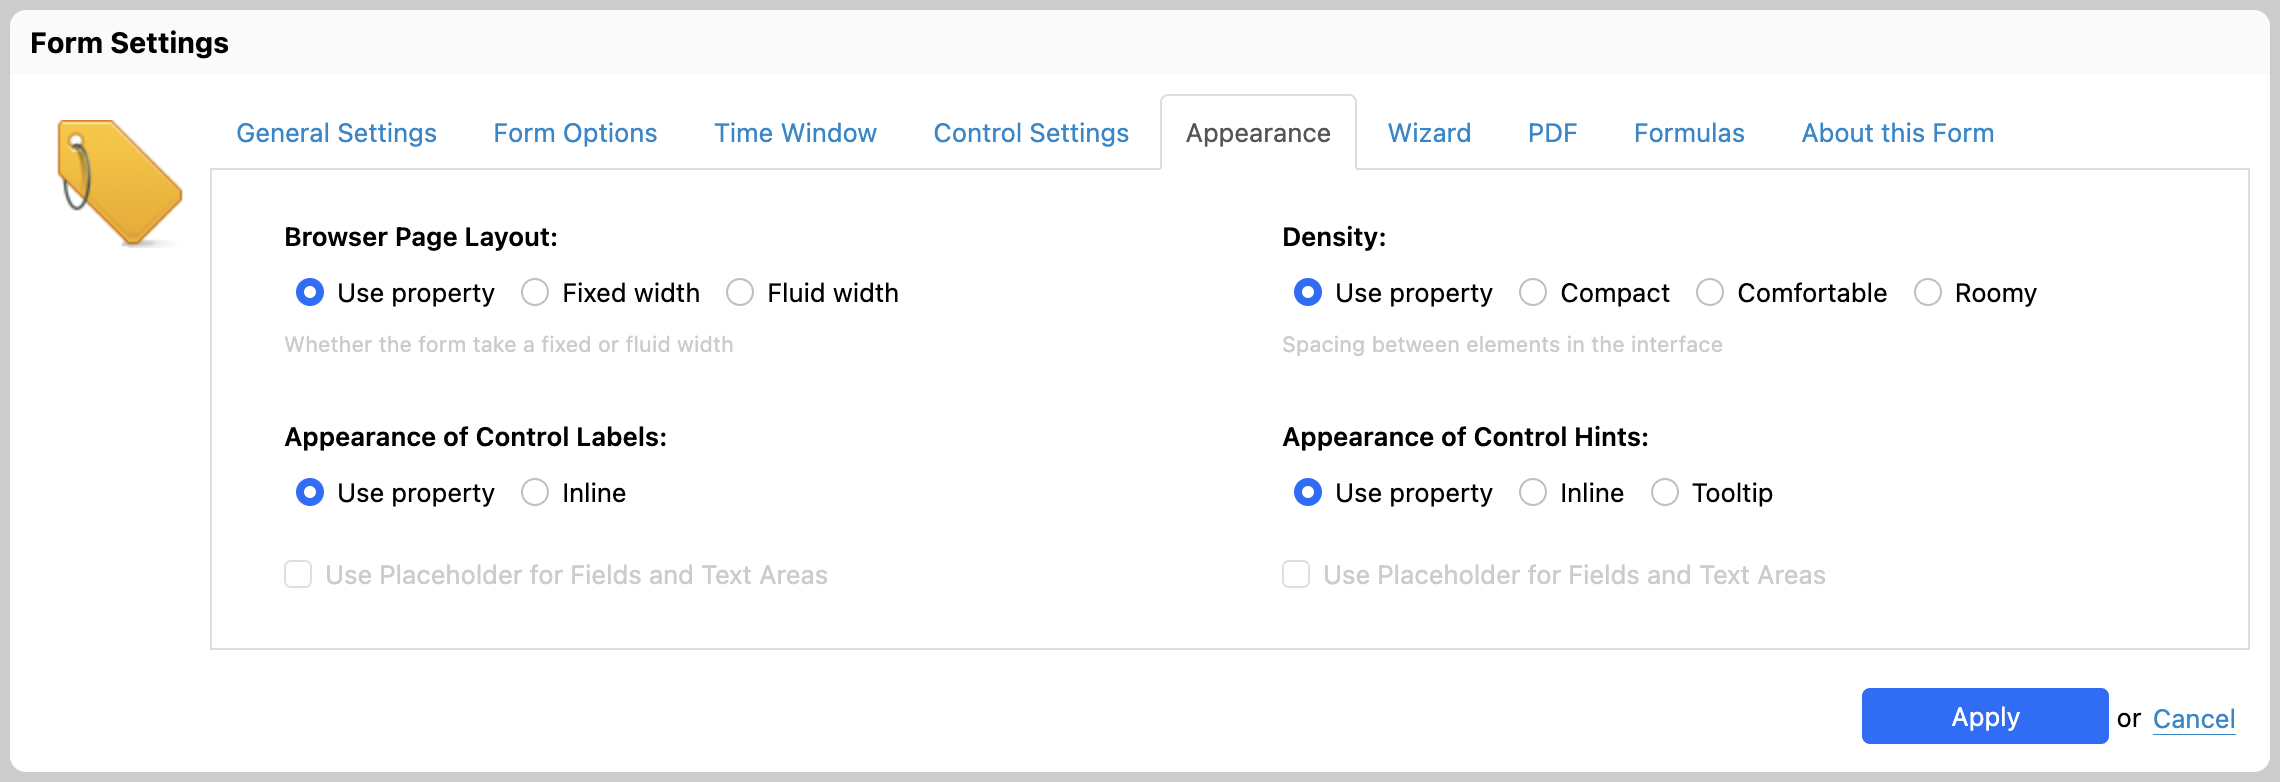 Form Settings
General Settings Form Options Time Window Control Settings Appearance Wizard PDF Formulas About this Form
Browser Page Layout:
Use property Fixed width Fluid width
Whether the form take a fixed or fluid width
Density:
Use property Compact Comfortable Roomy
Spacing between elements in the interface
Appearance of Control Labels:
Use property Inline
Use Placeholder for Fields and Text Areas
Appearance of Control Hints:
Use property Inline Tooltip
Use Placeholder for Fields and Text Areas
Apply or Cancel